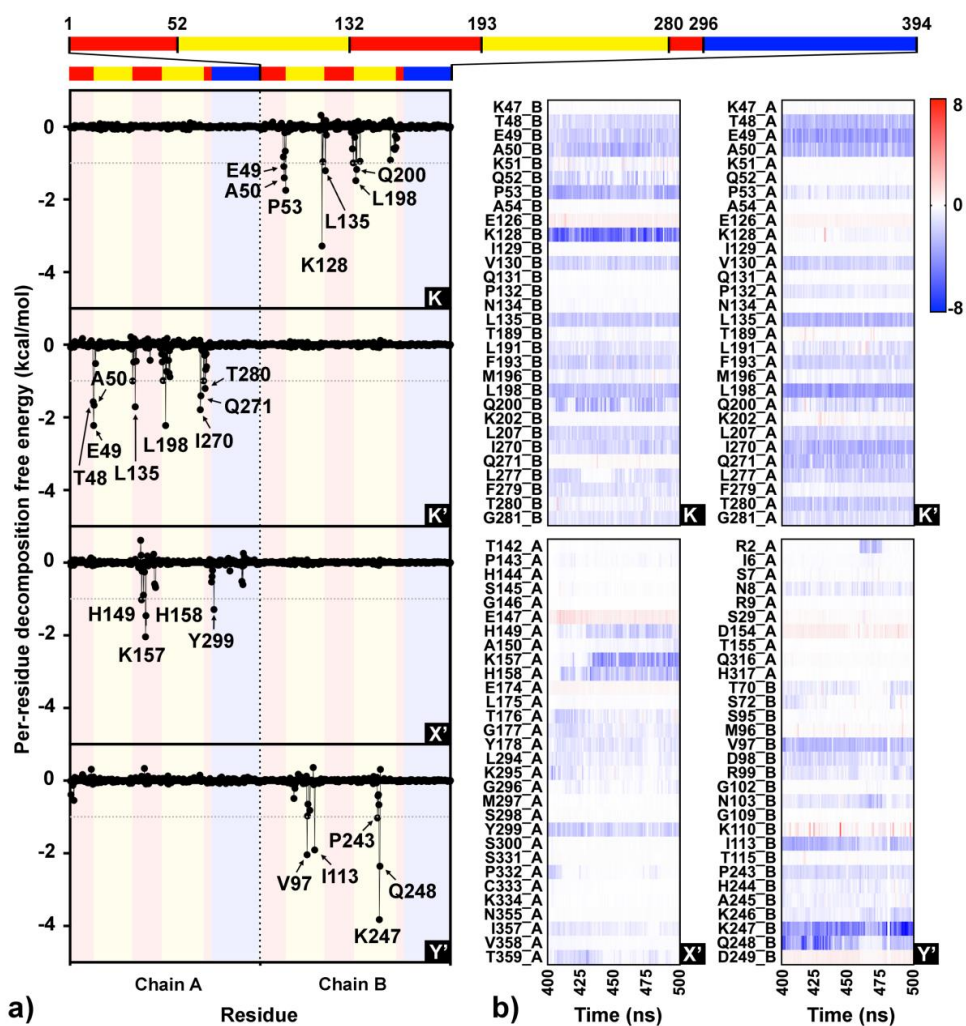 1 52 132 193 280 296 394
Per-residue decomposition free energy (kcal/mol)
0
-1
-2
-4
E49
A50
P53
K128
L135
L198
Q200
K
0
-2
-4
A50
T48
E49
L135
L198
T280
Q271
I270
K'
0
-2
-4
H149
K157
H158
Y299
X'
0
-2
-4
V97
I113
P243
Q248
K247
Y'
Chain A Chain B
Residue
a)
K47_B
T48_B
E49_B
A50_B
K51_B
Q52_B
P53_B
A54_B
E126_B
K128_B
I129_B
V130_B
Q131_B
P132_B
N134_B
L135_B
T189_B
L191_B
F193_B
M196_B
L198_B
Q200_B
K202_B
L207_B
I270_B
Q271_B
L277_B
F279_B
T280_B
G281_B
K
K47_A
T48_A
E49_A
A50_A
K51_A
Q52_A
P53_A
A54_A
E126_A
K128_A
I129_A
V130_A
Q131_A
P132_A
N134_A
L135_A
T189_A
L191_A
F193_A
M196_A
L198_A
Q200_A
K202_A
L207_A
I270_A
Q271_A
L277_A
F279_A
T280_A
G281_A
K'
8
4
0
-4
-8
T142_A
P143_A
H144_A
S145_A
G146_A
E147_A
H149_A
A150_A
K157_A
H158_A
E174_A
L175_A
T176_A
G177_A
Y178_A
L294_A
K295_A
G296_A
M297_A
S298_A
Y299_A
S300_A
S331_A
P332_A
C333_A
K334_A
N355_A
I357_A
V358_A
T359_A
X'
400 425 450 475 500
Time (ns)
R2_A
I6_A
S7_A
N8_A
R9_A
S29_A
D154_A
T155_A
Q316_A
H317_A
T70_B
S72_B
S95_B
M96_B
V97_B
D98_B
R99_B
G102_B
N103_B
G109_B
K110_B
I113_B
T115_B
P243_B
H244_B
A245_B
K246_B
K247_B
Q248_B
D249_B
Y'
400 425 450 475 500
Time (ns)
b)